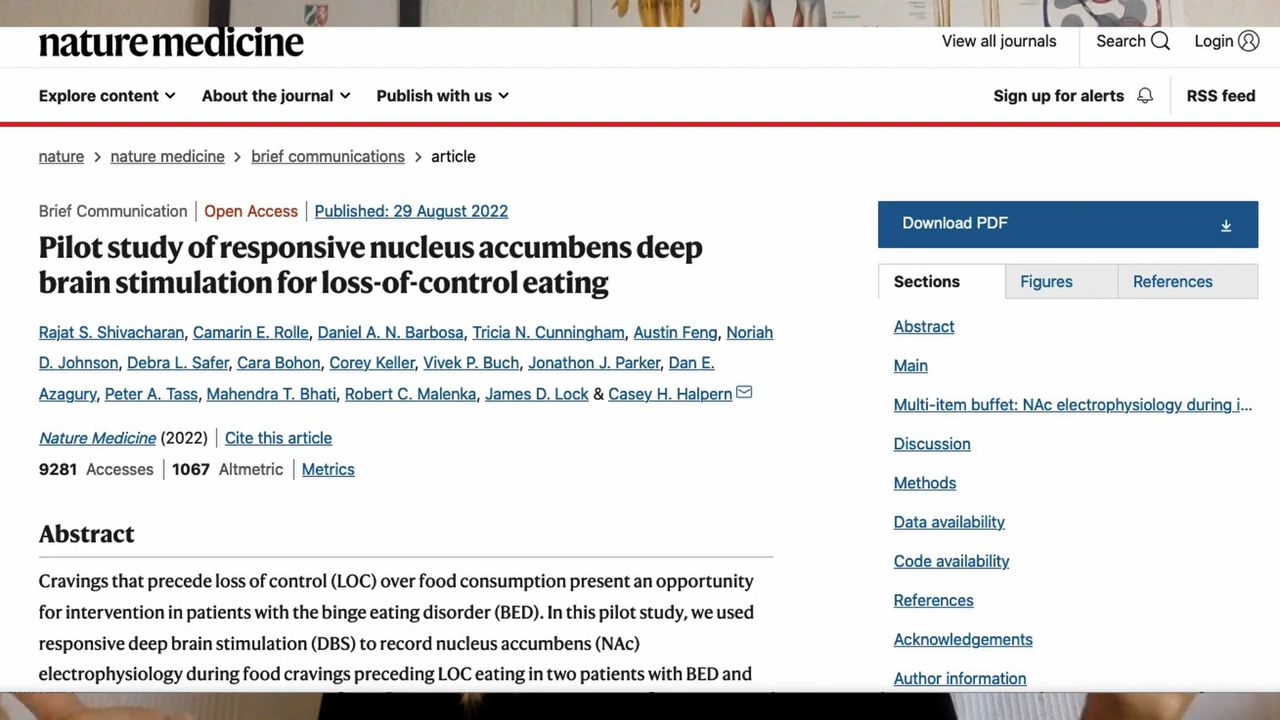 nature medicine
View all journals
Search
Login
Explore content
About the journal
Publish with us
Sign up for alerts
RSS feed
nature > nature medicine > brief communications > article
Brief Communication | Open Access | Published: 29 August 2022
Pilot study of responsive nucleus accumbens deep
brain stimulation for loss-of-control eating
Rajat S. Shivacharan, Camarin E. Rolle, Daniel A. N. Barbosa, Tricia N. Cunningham, Austin Feng, Noriah
D. Johnson, Debra L. Safer, Cara Bohon, Corey Keller, Vivek P. Buch, Jonathon J. Parker, Dan E.
Azagury, Peter A. Tass, Mahendra T. Bhati, Robert C. Malenka, James D. Lock & Casey H. Halpern
Nature Medicine (2022) | Cite this article
9281 Accesses | 1067 Altmetric | Metrics
Abstract
Cravings that precede loss of control (LOC) over food consumption present an opportunity
for intervention in patients with the binge eating disorder (BED). In this pilot study, we used
responsive deep brain stimulation (DBS) to record nucleus accumbens (NAc)
electrophysiology during food cravings preceding LOC eating in two patients with BED and
Download PDF
Sections
Figures
References
Abstract
Main
Multi-item buffet: NAc electrophysiology during i...
Discussion
Methods
Data availability
Code availability
References
Acknowledgements
Author information